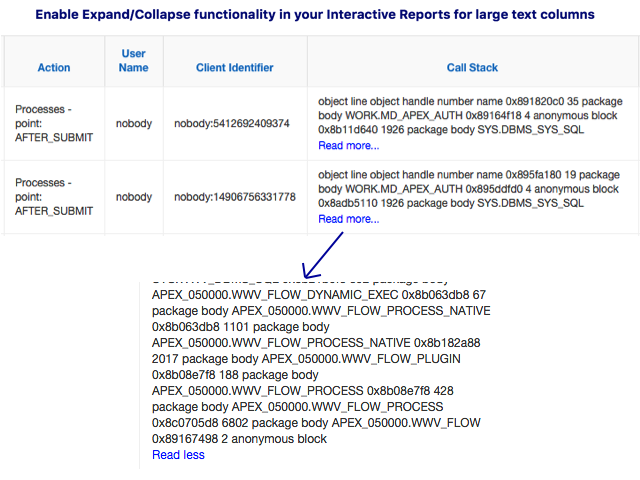 Enable Expand/Collapse functionality in your Interactive Reports for large text columns
Action
User
Name
Client Identifier
Call Stack
Processes -
point:
AFTER_SUBMIT
nobody
nobody:5412692409374
object line object handle number name 0x891820c0 35 package
body WORK.MD_APEX_AUTH 0x89164f18 4 anonymous block
0x8b11d640 1926 package body SYS.DBMS_SYS_SQL
Read more...
Processes -
point:
AFTER_SUBMIT
nobody
nobody:14906756331778
object line object handle number name 0x895fa180 19 package
body WORK.MD_APEX_AUTH 0x895ddfd0 4 anonymous block
0x8adb5110 1926 package body SYS.DBMS_SYS_SQL
Read more...
package body
APEX_050000.WWV_FLOW_DYNAMIC_EXEC 0x8b063db8 67
package body APEX_050000.WWV_FLOW_PROCESS_NATIVE
0x8b063db8 1101 package body
APEX_050000.WWV_FLOW_PROCESS_NATIVE 0x8b182a88
2017 package body APEX_050000.WWV_FLOW_PLUGIN
0x8b08e7f8 188 package body
APEX_050000.WWV_FLOW_PROCESS 0x8b08e7f8 428
package body APEX_050000.WWV_FLOW_PROCESS
0x8c0705d8 6802 package body APEX_050000.WWV_FLOW
0x89167498 2 anonymous block
Read less